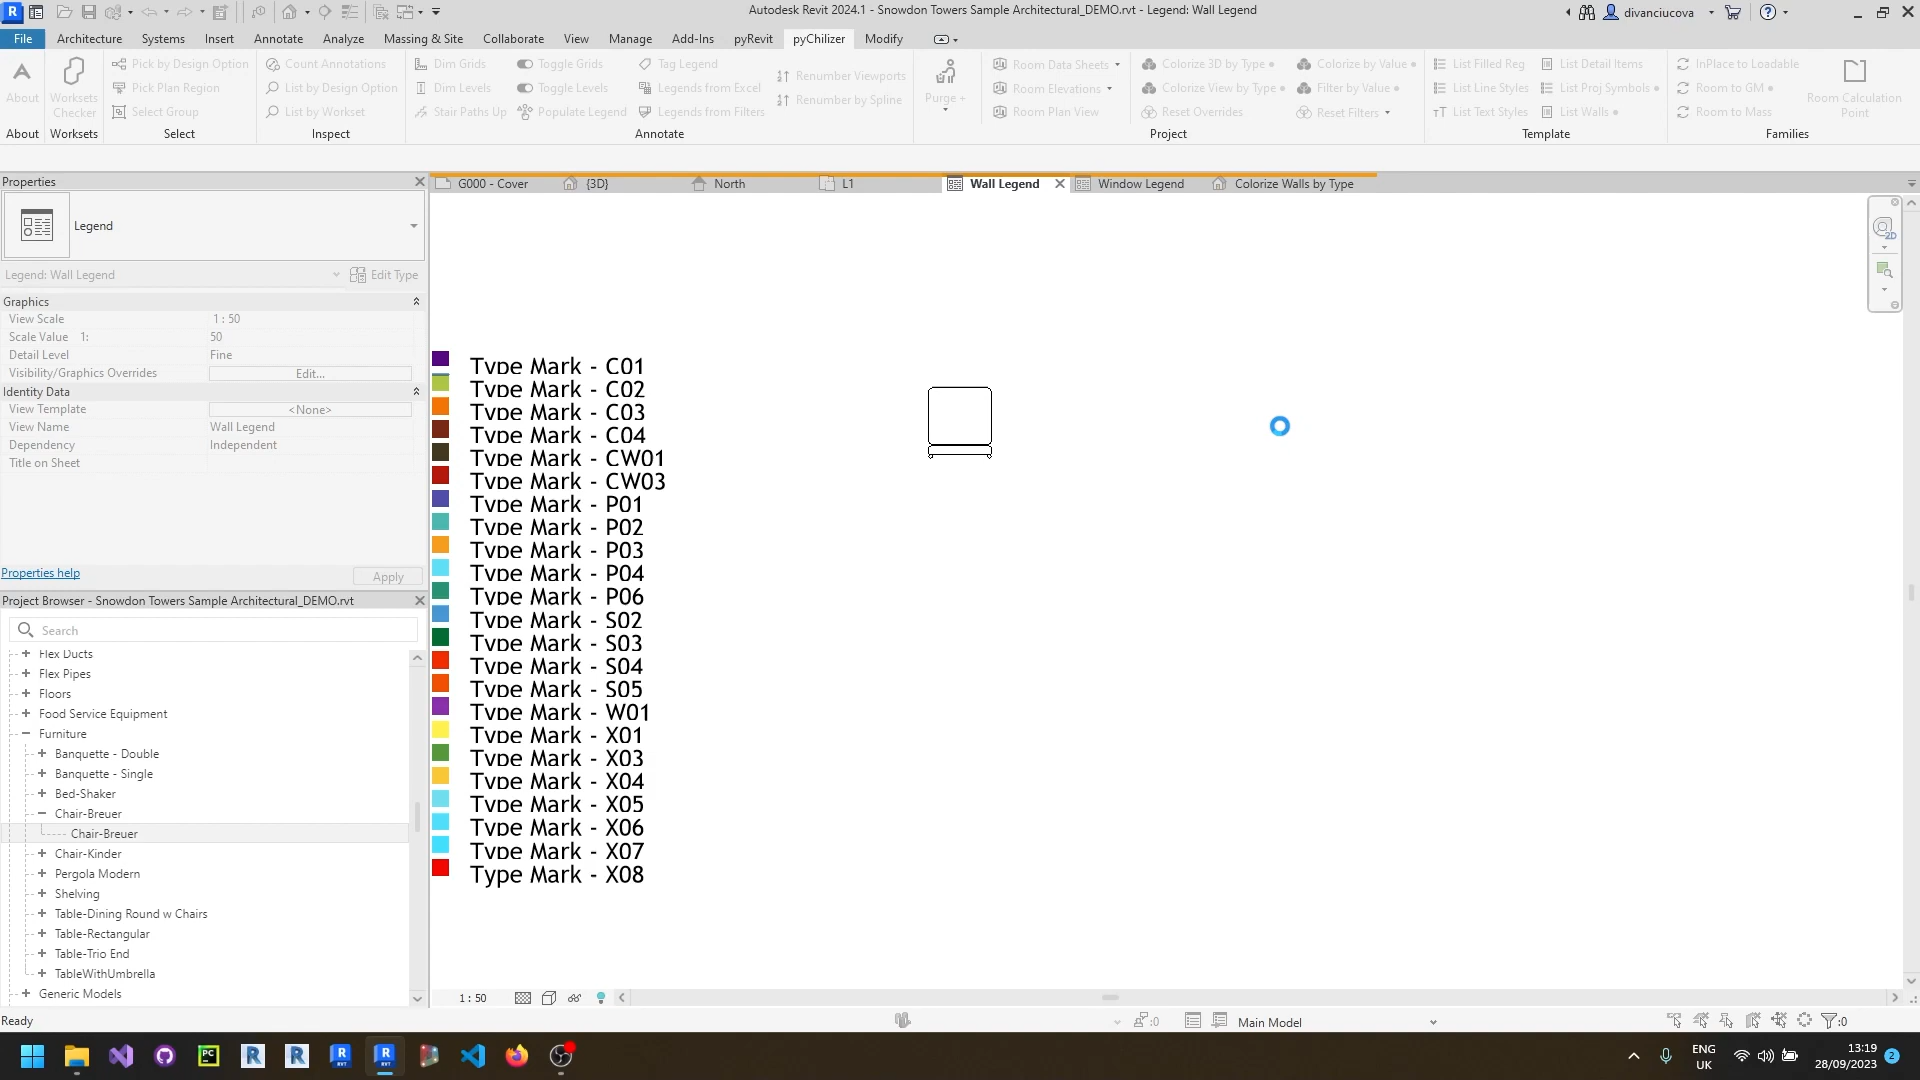 Autodesk Revit 2024.1 - Snowdon Towers Sample Architectural_DEMO.rvt - Legend: Wall Legend
divanciucova
File Architecture Systems Insert Annotate Analyze Massing & Site Collaborate View Manage Add-Ins pyRevit pyChilizer Modify
Pick by Design Option Count Annotations Dim Grids Toggle Grids Tag Legend Room Data Sheets Colorize 3D by Type Colorize by Value List Filled Reg List Detail Items InPlace to Loadable
Renumber Viewports
Pick Plan Region List by Design Option Dim Levels Toggle Levels Legends from Excel Room Elevations Colorize View by Type Filter by Value List Line Styles List Proj Symbols Room to GM
About Worksets Checker Renumber by Spline Purge + Room Calculation Point
Select Group List by Workset Stair Paths Up Populate Legend Legends from Filters Room Plan View Reset Overrides Reset Filters List Text Styles List Walls Room to Mass
About Worksets Select Inspect Annotate Project Template Families
Properties
G000 - Cover {3D} North L1 Wall Legend Window Legend Colorize Walls by Type
Legend
2D
Legend: Wall Legend Edit Type
Graphics
View Scale 1 : 50
Scale Value 1: 50
Detail Level Fine
Visibility/Graphics Overrides Edit...
Identity Data
View Template <None>
View Name Wall Legend
Dependency Independent
Title on Sheet
Properties help Apply
Project Browser - Snowdon Towers Sample Architectural_DEMO.rvt
Search
Flex Ducts
Flex Pipes
Floors
Food Service Equipment
Furniture
Banquette - Double
Banquette - Single
Bed-Shaker
Chair-Breuer
Chair-Breuer
Chair-Kinder
Pergola Modern
Shelving
Table-Dining Round w Chairs
Table-Rectangular
Table-Trio End
TableWithUmbrella
Generic Models
Type Mark - C01
Type Mark - C02
Type Mark - C03
Type Mark - C04
Type Mark - CW01
Type Mark - CW03
Type Mark - P01
Type Mark - P02
Type Mark - P03
Type Mark - P04
Type Mark - P06
Type Mark - S02
Type Mark - S03
Type Mark - S04
Type Mark - S05
Type Mark - W01
Type Mark - X01
Type Mark - X03
Type Mark - X04
Type Mark - X05
Type Mark - X06
Type Mark - X07
Type Mark - X08
1 : 50
Ready :0 Main Model :0
ENG
UK
13:19
28/09/2023
2